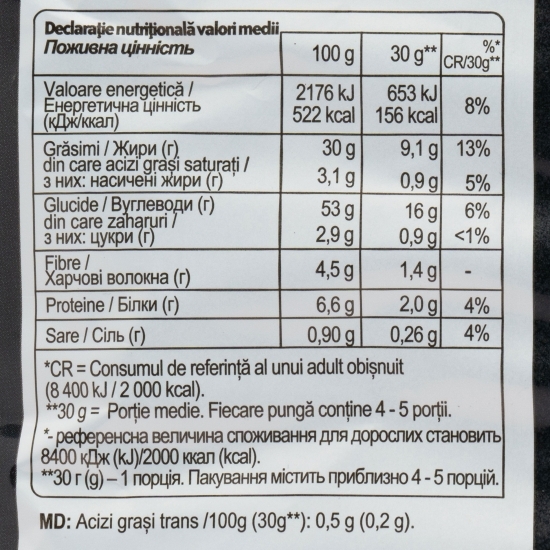 Declarație nutrițională valori medii
Поживна цінність
100 g 30 g** %* CR/30g**
Valoare energetică / 2176 kJ 653 kJ
Енергетична цінність 522 kcal 156 kcal 8%
(кДж/ккал)
Grăsimi / Жири (г) 30 g 9,1 g 13%
din care acizi grași saturați /
з них: насичені жири (г) 3,1 g 0,9 g 5%
Glucide / Вуглеводи (г) 53 g 16 g 6%
din care zaharuri /
з них: цукри (г) 2,9 g 0,9 g <1%
Fibre /
Харчові волокна (г) 4,5 g 1,4 g -
Proteine / Білки (г) 6,6 g 2,0 g 4%
Sare / Сіль (г) 0,90 g 0,26 g 4%
*CR = Consumul de referință al unui adult obișnuit
(8 400 kJ / 2 000 kcal).
**30 g = Porție medie. Fiecare pungă conține 4 - 5 porții.
*- референсна величина споживання для дорослих становить
8400 кДж (kJ)/2000 ккал (kcal).
**30 г (g) – 1 порція. Пакування містить приблизно 4 - 5 порцій.
MD: Acizi grași trans /100g (30g**): 0,5 g (0,2 g).